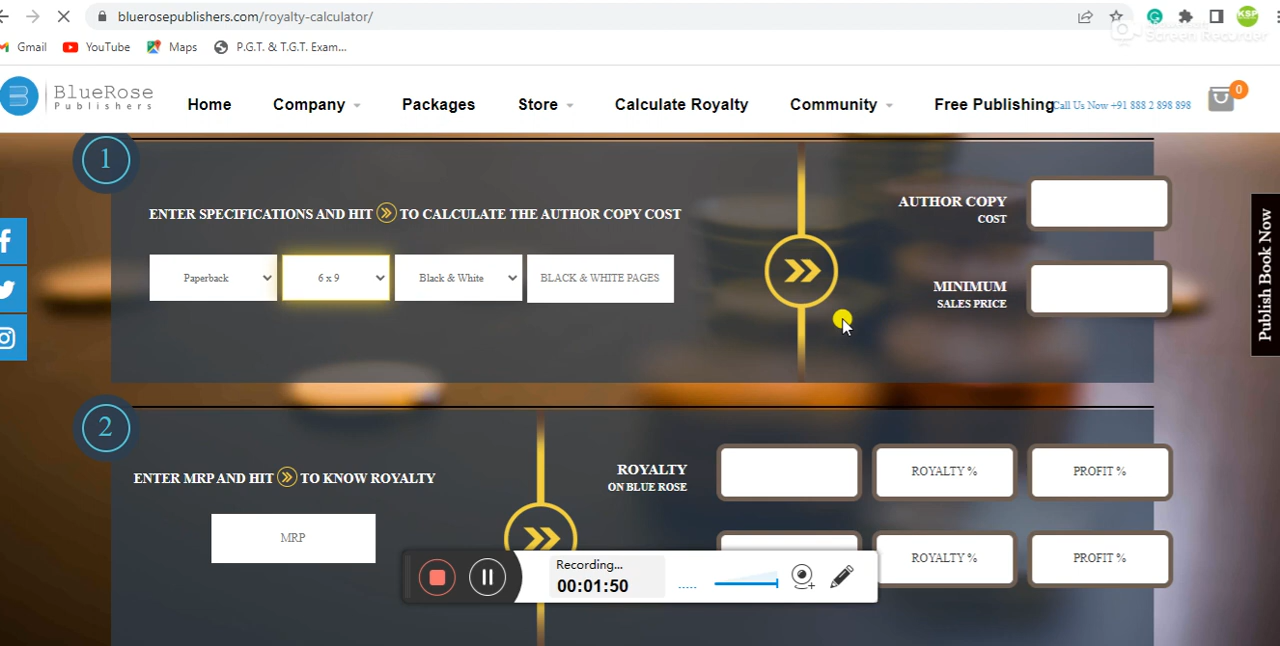 bluerosepublishers.com/royalty-calculator/
KSP
Gmail YouTube Maps P.G.T. & T.G.T. Exam...
Screen Recorder
BlueRose
Publishers
Home Company Packages Store Calculate Royalty Community Free Publishing
Call Us Now +91 888 2 898 898
0
1
ENTER SPECIFICATIONS AND HIT TO CALCULATE THE AUTHOR COPY COST
Paperback 6 x 9 Black & White BLACK & WHITE PAGES
AUTHOR COPY
COST
MINIMUM
SALES PRICE
Publish Book Now
2
ENTER MRP AND HIT TO KNOW ROYALTY
MRP
ROYALTY
ON BLUE ROSE
ROYALTY % PROFIT %
ROYALTY % PROFIT %
Recording...
00:01:50